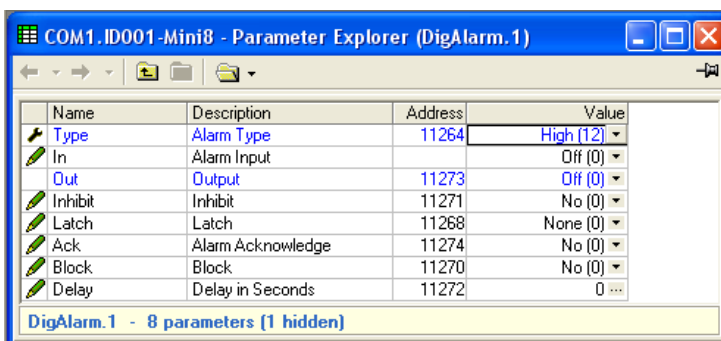 COM1.ID001-Mini8 - Parameter Explorer (DigAlarm.1)
Name Description Address Value
Type Alarm Type 11264 High (12)
In Alarm Input Off (0)
Out Output 11273 Off (0)
Inhibit Inhibit 11271 No (0)
Latch Latch 11268 None (0)
Ack Alarm Acknowledge 11274 No (0)
Block Block 11270 No (0)
Delay Delay in Seconds 11272 0 ...
DigAlarm.1 - 8 parameters (1 hidden)